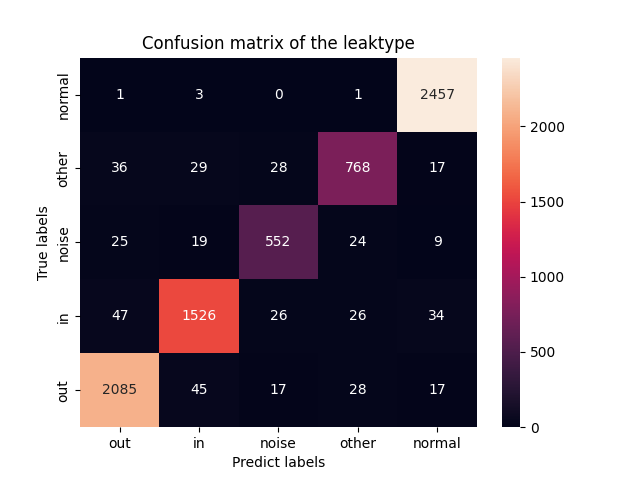 Confusion matrix of the leaktype
True labels
normal 1 3 0 1 2457
other 36 29 28 768 17
noise 25 19 552 24 9
in 47 1526 26 26 34
out 2085 45 17 28 17
out in noise other normal
Predict labels
2000
1500
1000
500
0